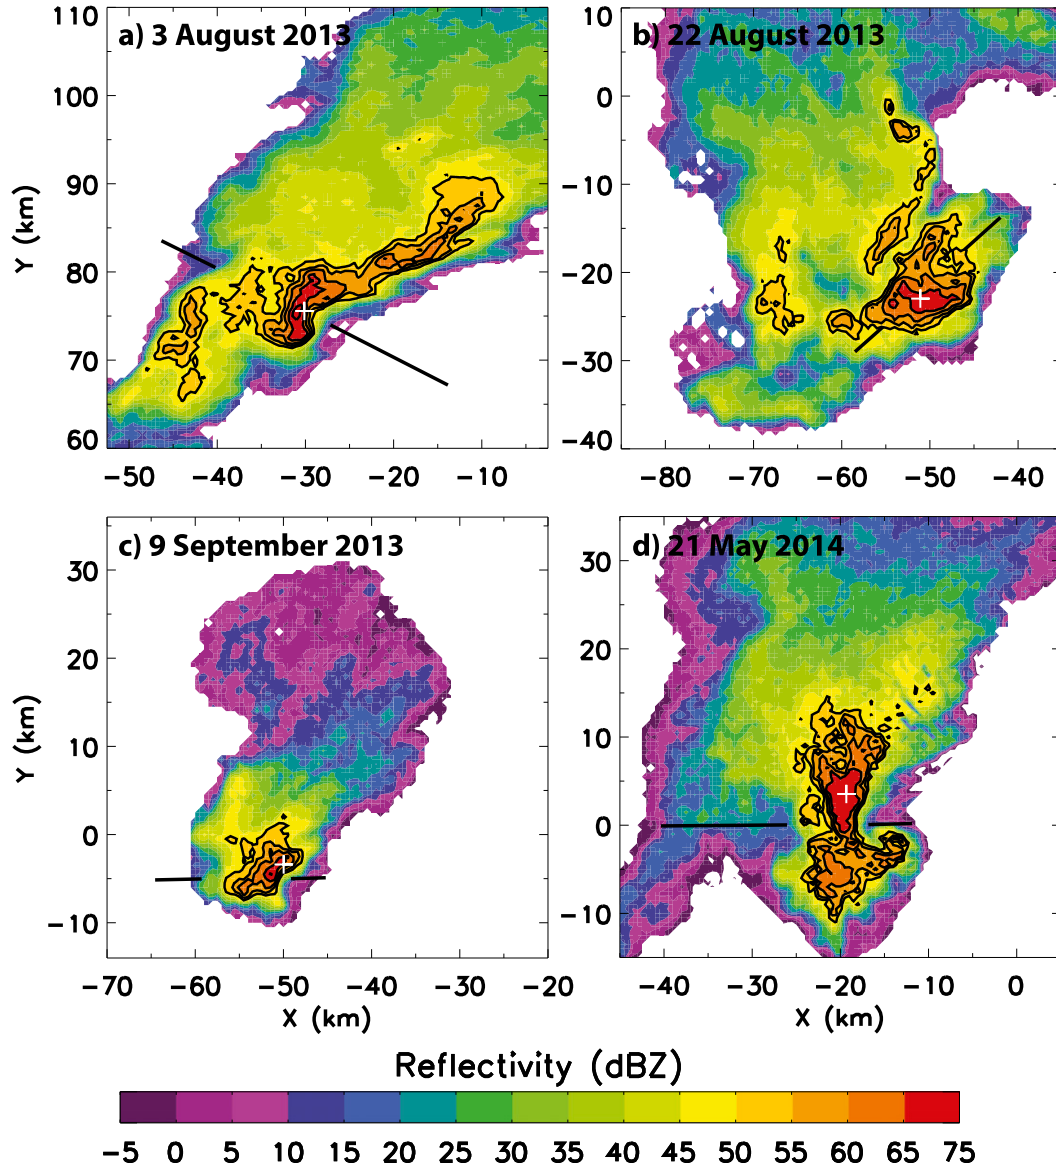 a) 3 August 2013
110
100
90
80
70
60
Y (km)
−50 −40 −30 −20 −10
b) 22 August 2013
10
0
−10
−20
−30
−40
−80 −70 −60 −50 −40
c) 9 September 2013
30
20
10
0
−10
Y (km)
−70 −60 −50 −40 −30 −20
X (km)
d) 21 May 2014
30
20
10
0
−10
−40 −30 −20 −10 0
X (km)
Reflectivity (dBZ)
−5 0 5 10 15 20 25 30 35 40 45 50 55 60 65 75